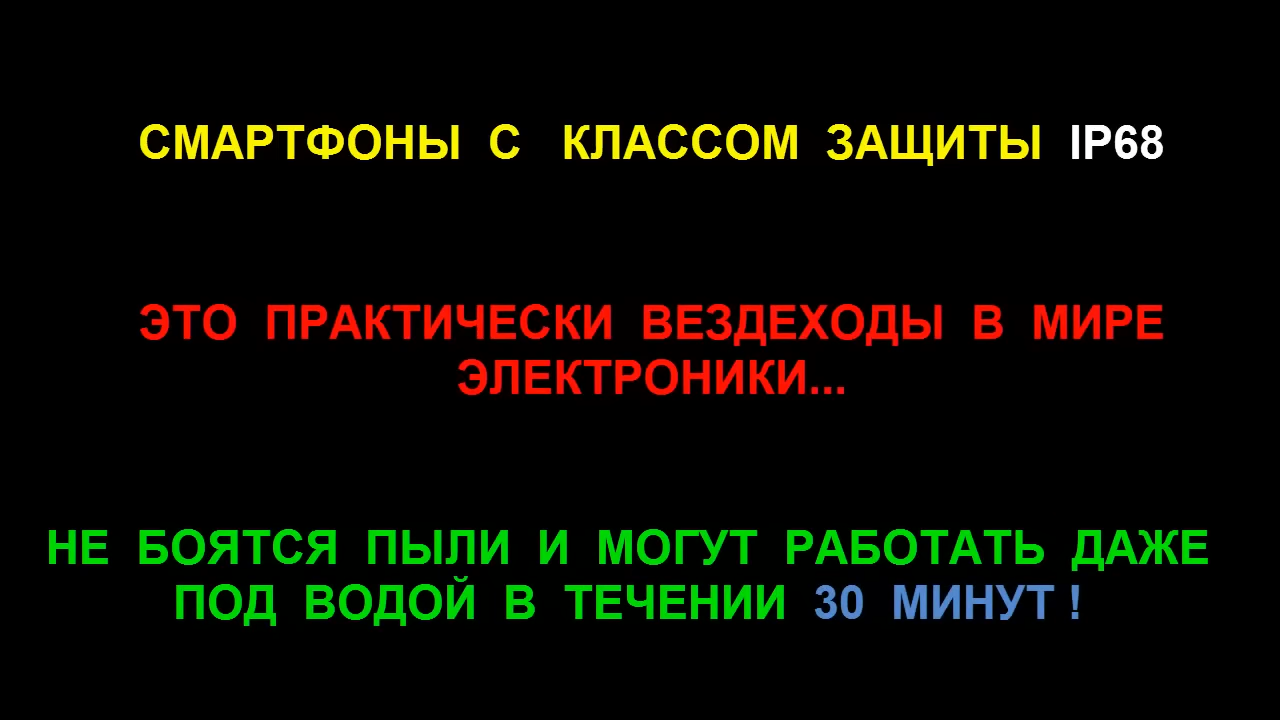 СМАРТФОНЫ С КЛАССОМ ЗАЩИТЫ IP68
ЭТО ПРАКТИЧЕСКИ ВЕЗДЕХОДЫ В МИРЕ
ЭЛЕКТРОНИКИ...
НЕ БОЯТСЯ ПЫЛИ И МОГУТ РАБОТАТЬ ДАЖЕ
ПОД ВОДОЙ В ТЕЧЕНИИ 30 МИНУТ !